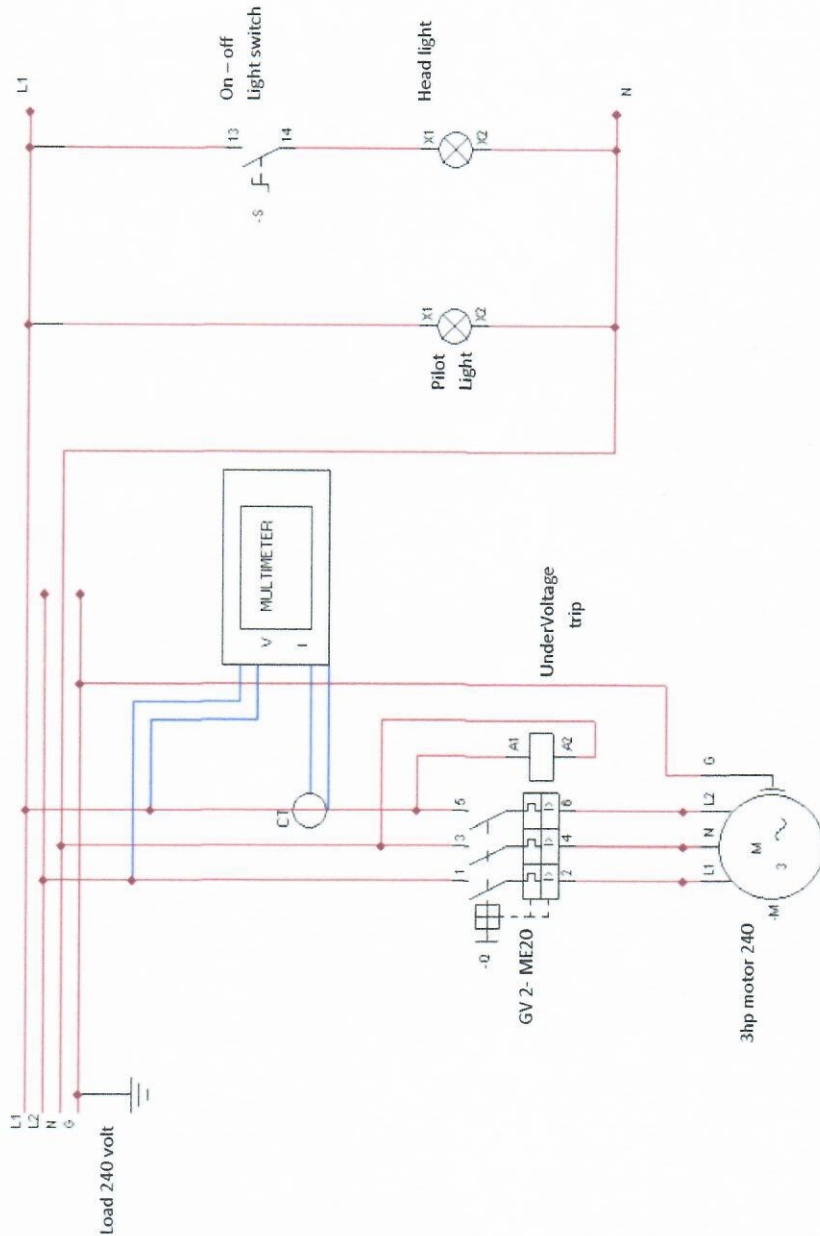 L1
L2
N
G
Load 240 volt
CT
V
I
MULTIMETER
L1
On – off
Light switch
13
14
-S
Pilot
Light
X1
X2
Head light
X1
X2
N
UnderVoltage
trip
A1
A2
1
3
5
-Q
GV 2- ME20
I>
I>
I>
2
4
6
L1
N
L2
G
M
3
-M
3hp motor 240